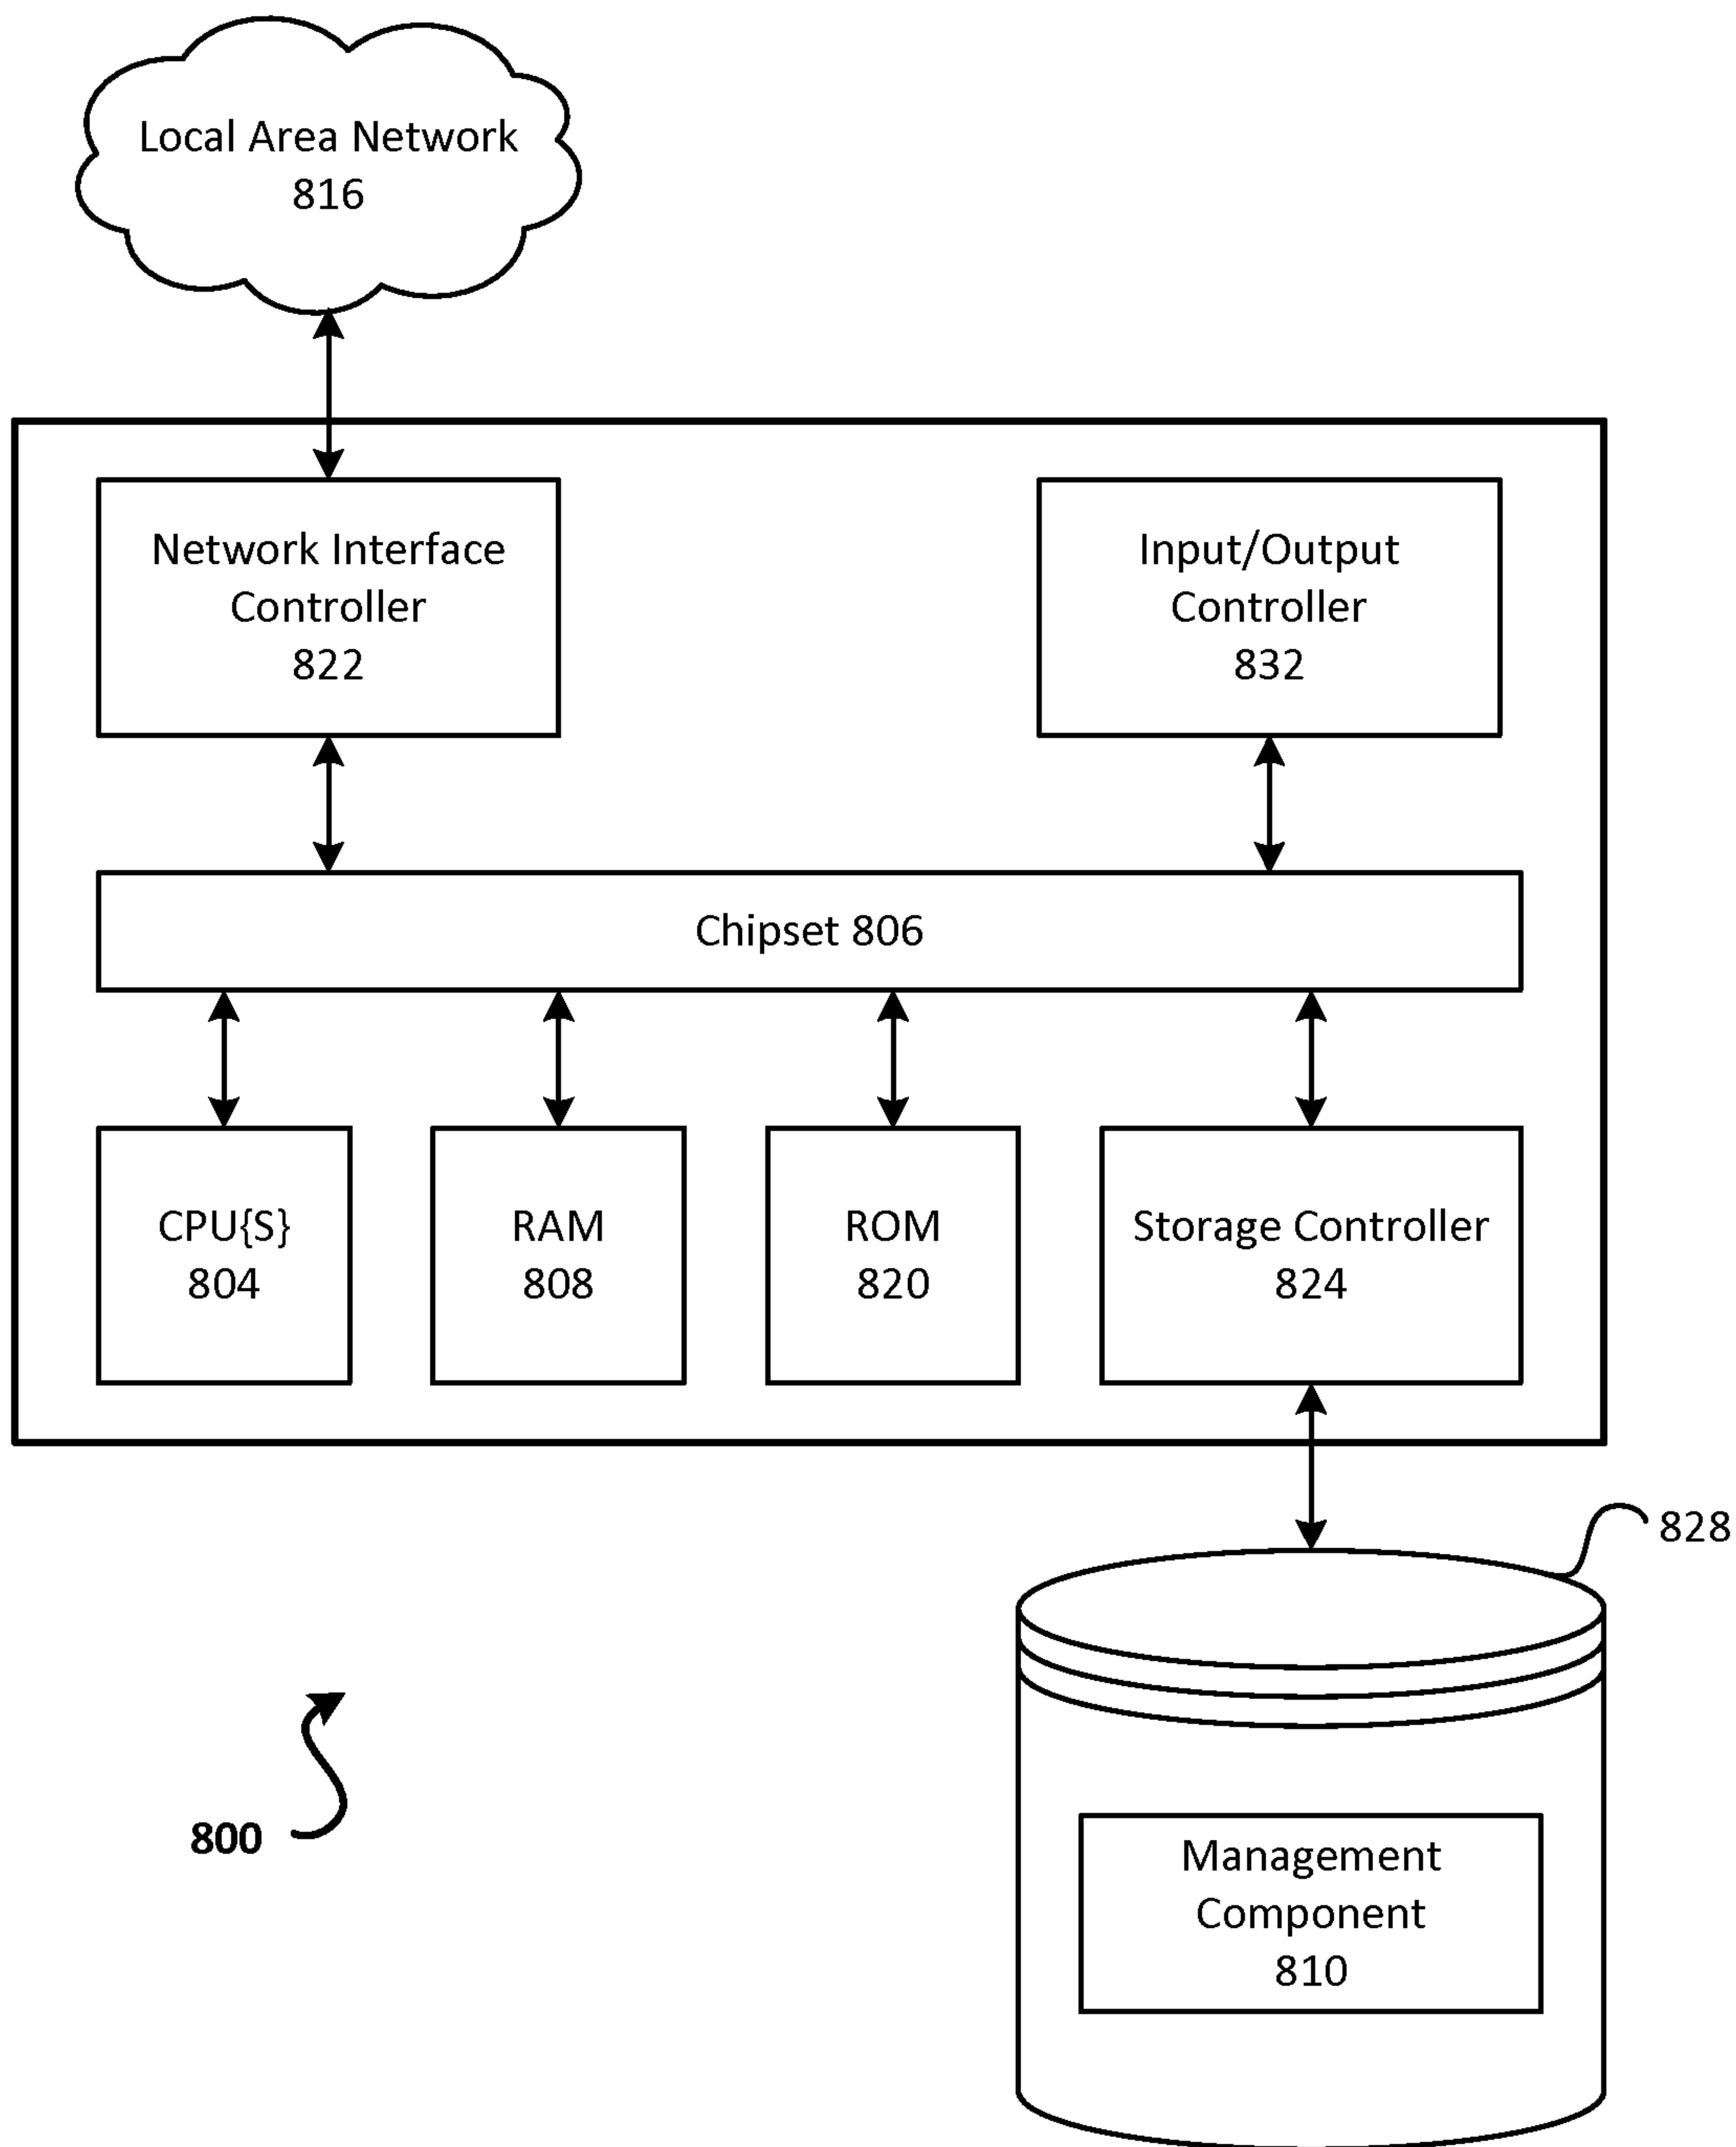 Local Area Network
816
Network Interface
Controller
822
Input/Output
Controller
832
Chipset 806
CPU{S}
804
RAM
808
ROM
820
Storage Controller
824
828
800
Management
Component
810